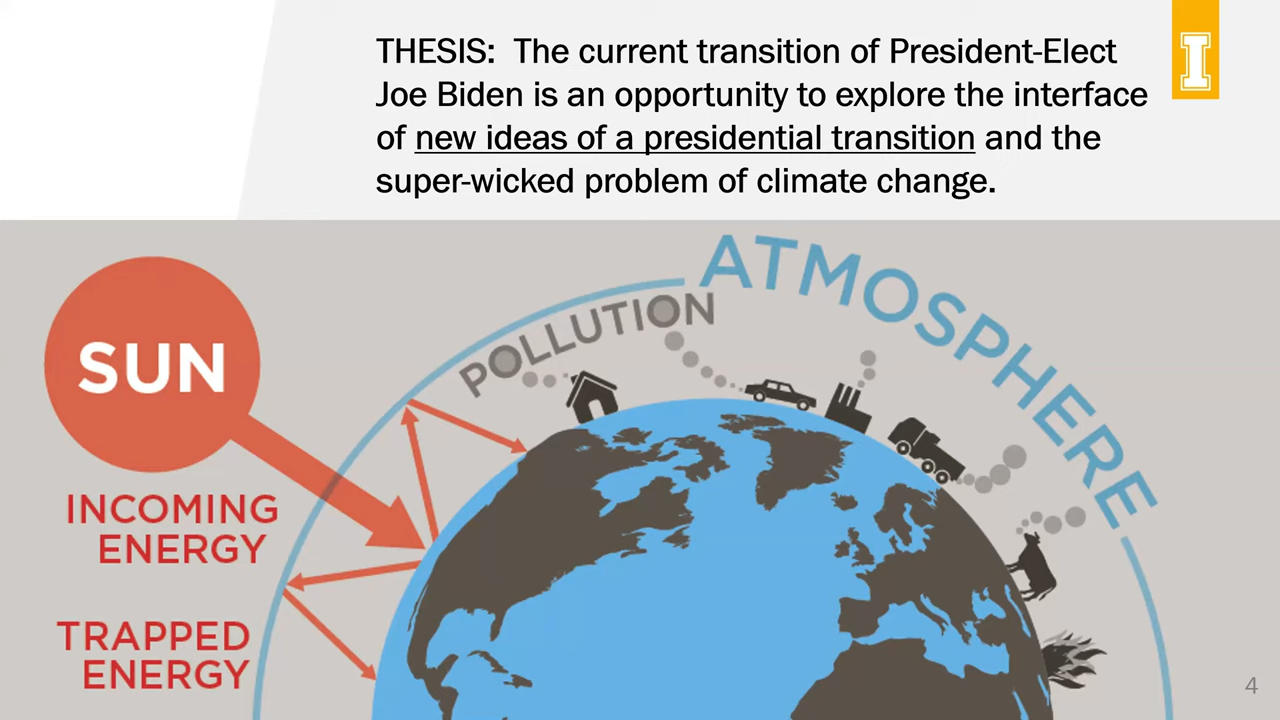 THESIS:  The current transition of President-Elect
Joe Biden is an opportunity to explore the interface
of new ideas of a presidential transition and the
super-wicked problem of climate change.
I
ATMOSPHERE
POLLUTION
SUN
INCOMING
ENERGY
TRAPPED
ENERGY
4